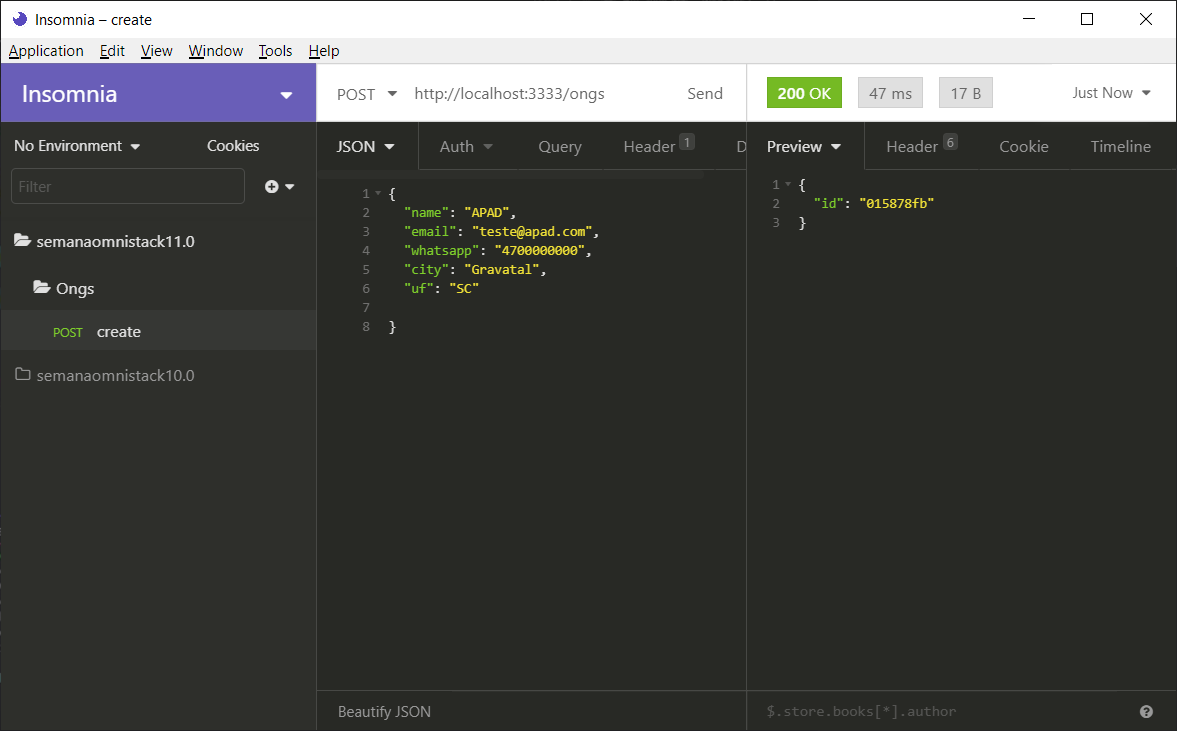 Insomnia – create
Application Edit View Window Tools Help
Insomnia
POST http://localhost:3333/ongs Send
200 OK 47 ms 17 B Just Now
No Environment Cookies
JSON Auth Query Header 1 D
Preview Header 6 Cookie Timeline
Filter
semanaomnistack11.0
Ongs
POST create
semanaomnistack10.0
1 {
2 "name": "APAD",
3 "email": "teste@apad.com",
4 "whatsapp": "4700000000",
5 "city": "Gravatal",
6 "uf": "SC"
7
8 }
1 {
2 "id": "015878fb"
3 }
Beautify JSON
$.store.books[*].author
?